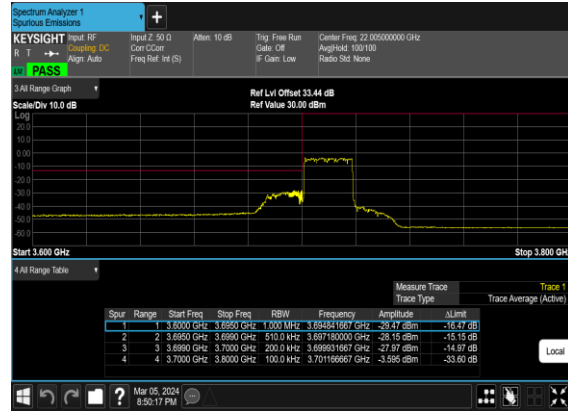 Spectrum Analyzer 1
Spurious Emissions
KEYSIGHT Input: RF Input Z: 50 Ω Atten: 10 dB Trig: Free Run Center Freq: 22.005000000 GHz
R T Coupling: DC Corr CCorr Gate: Off Avg|Hold: 100/100
Align: Auto Freq Ref: Int (S) IF Gain: Low Radio Std: None
PASS
3 All Range Graph Ref Lvl Offset 33.44 dB
Scale/Div 10.0 dB Ref Value 30.00 dBm
Log
20.0
10.0
0.00
-10.0
-20.0
-30.0
-40.0
-50.0
-60.0
Start 3.600 GHz Stop 3.800 GH
4 All Range Table
Measure Trace Trace 1
Trace Type Trace Average (Active)
Spur Range Start Freq Stop Freq RBW Frequency Amplitude ΔLimit
1 1 3.6000 GHz 3.6950 GHz 1.000 MHz 3.694841667 GHz -29.47 dBm -16.47 dB
2 2 3.6950 GHz 3.6990 GHz 510.0 kHz 3.697180000 GHz -28.15 dBm -15.15 dB
3 3 3.6990 GHz 3.7000 GHz 200.0 kHz 3.699931667 GHz -27.97 dBm -14.97 dB
4 4 3.7000 GHz 3.8000 GHz 100.0 kHz 3.701166667 GHz -3.595 dBm -33.60 dB
Local
Mar 05, 2024
8:50:17 PM